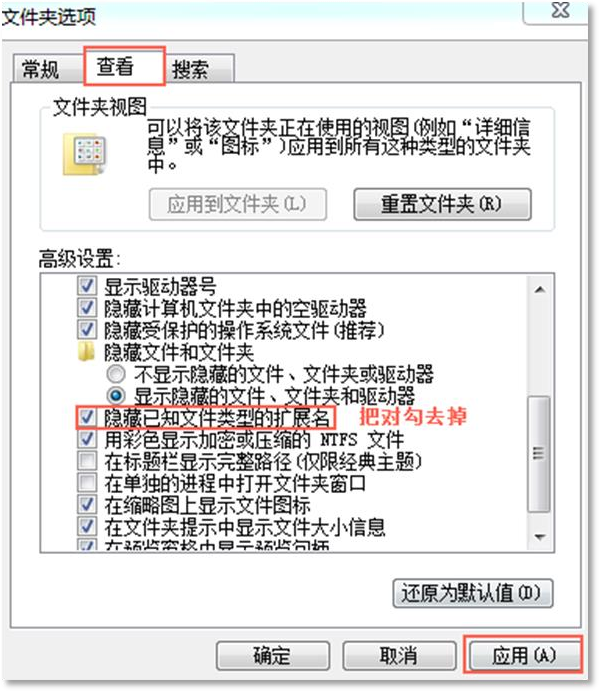 文件夹选项
常规 查看 搜索
文件夹视图
可以将该文件夹正在使用的视图(例如“详细信
息”或“图标”)应用到所有这种类型的文件夹
中。
应用到文件夹(L) 重置文件夹(R)
高级设置:
显示驱动器号
隐藏计算机文件夹中的空驱动器
隐藏受保护的操作系统文件(推荐)
隐藏文件和文件夹
不显示隐藏的文件、文件夹或驱动器
显示隐藏的文件、文件夹和驱动器
隐藏已知文件类型的扩展名 把对勾去掉
用彩色显示加密或压缩的 NTFS 文件
在标题栏显示完整路径(仅限经典主题)
在单独的进程中打开文件夹窗口
在缩略图上显示文件图标
在文件夹提示中显示文件大小信息
在预览窗格中显示预览句柄
还原为默认值(D)
确定 取消 应用(A)